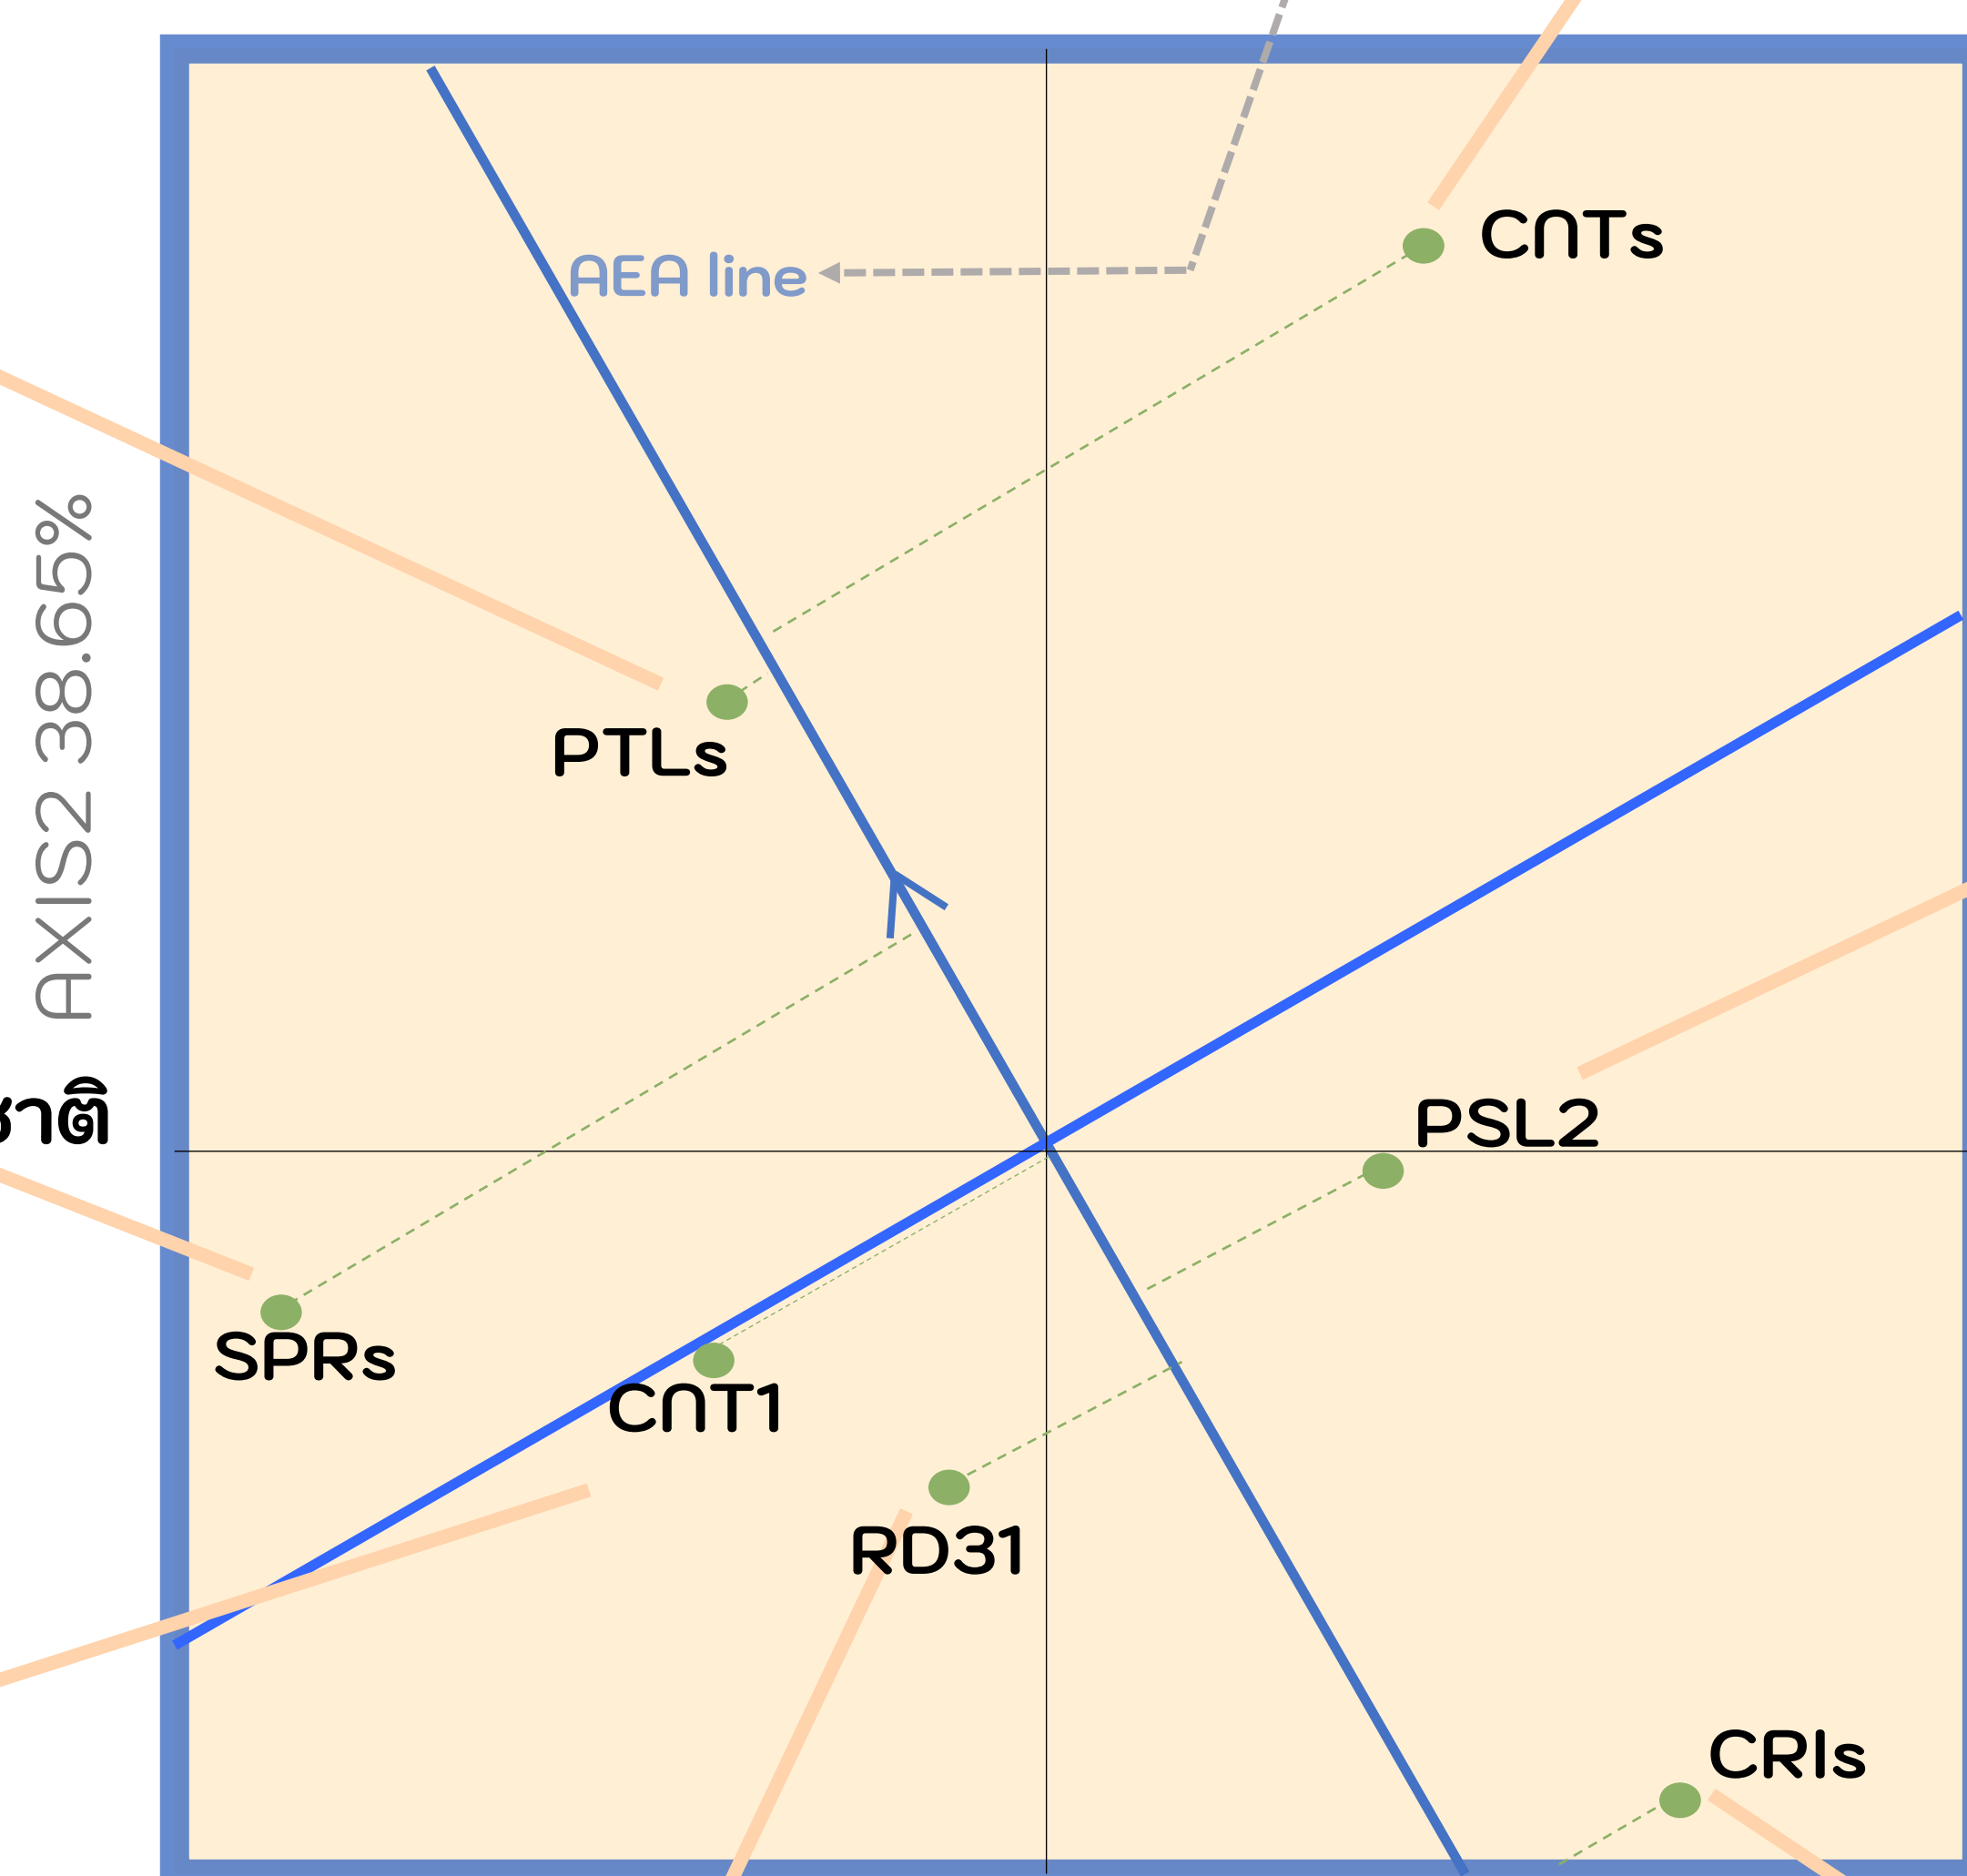 CNTs
AEA line
PTLs
AXIS2 38.65%
PSL2
SPRs
CNT1
RD31
CRIs